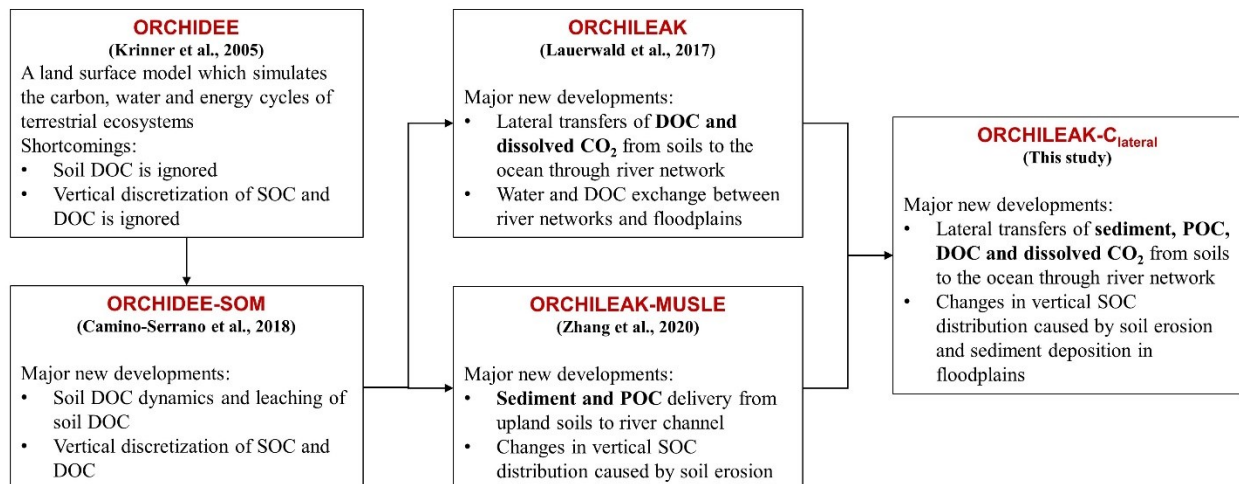 ORCHIDEE
(Krinner et al., 2005)
A land surface model which simulates
the carbon, water and energy cycles of
terrestrial ecosystems
Shortcomings:
• Soil DOC is ignored
• Vertical discretization of SOC and
DOC is ignored
ORCHIDEE-SOM
(Camino-Serrano et al., 2018)
Major new developments:
• Soil DOC dynamics and leaching of
soil DOC
• Vertical discretization of SOC and
DOC
ORCHILEAK
(Lauerwald et al., 2017)
Major new developments:
• Lateral transfers of DOC and
dissolved CO₂ from soils to the
ocean through river network
• Water and DOC exchange between
river networks and floodplains
ORCHILEAK-MUSLE
(Zhang et al., 2020)
Major new developments:
• Sediment and POC delivery from
upland soils to river channel
• Changes in vertical SOC
distribution caused by soil erosion
ORCHILEAK-Clateral
(This study)
Major new developments:
• Lateral transfers of sediment, POC,
DOC and dissolved CO₂ from soils
to the ocean through river network
• Changes in vertical SOC
distribution caused by soil erosion
and sediment deposition in
floodplains